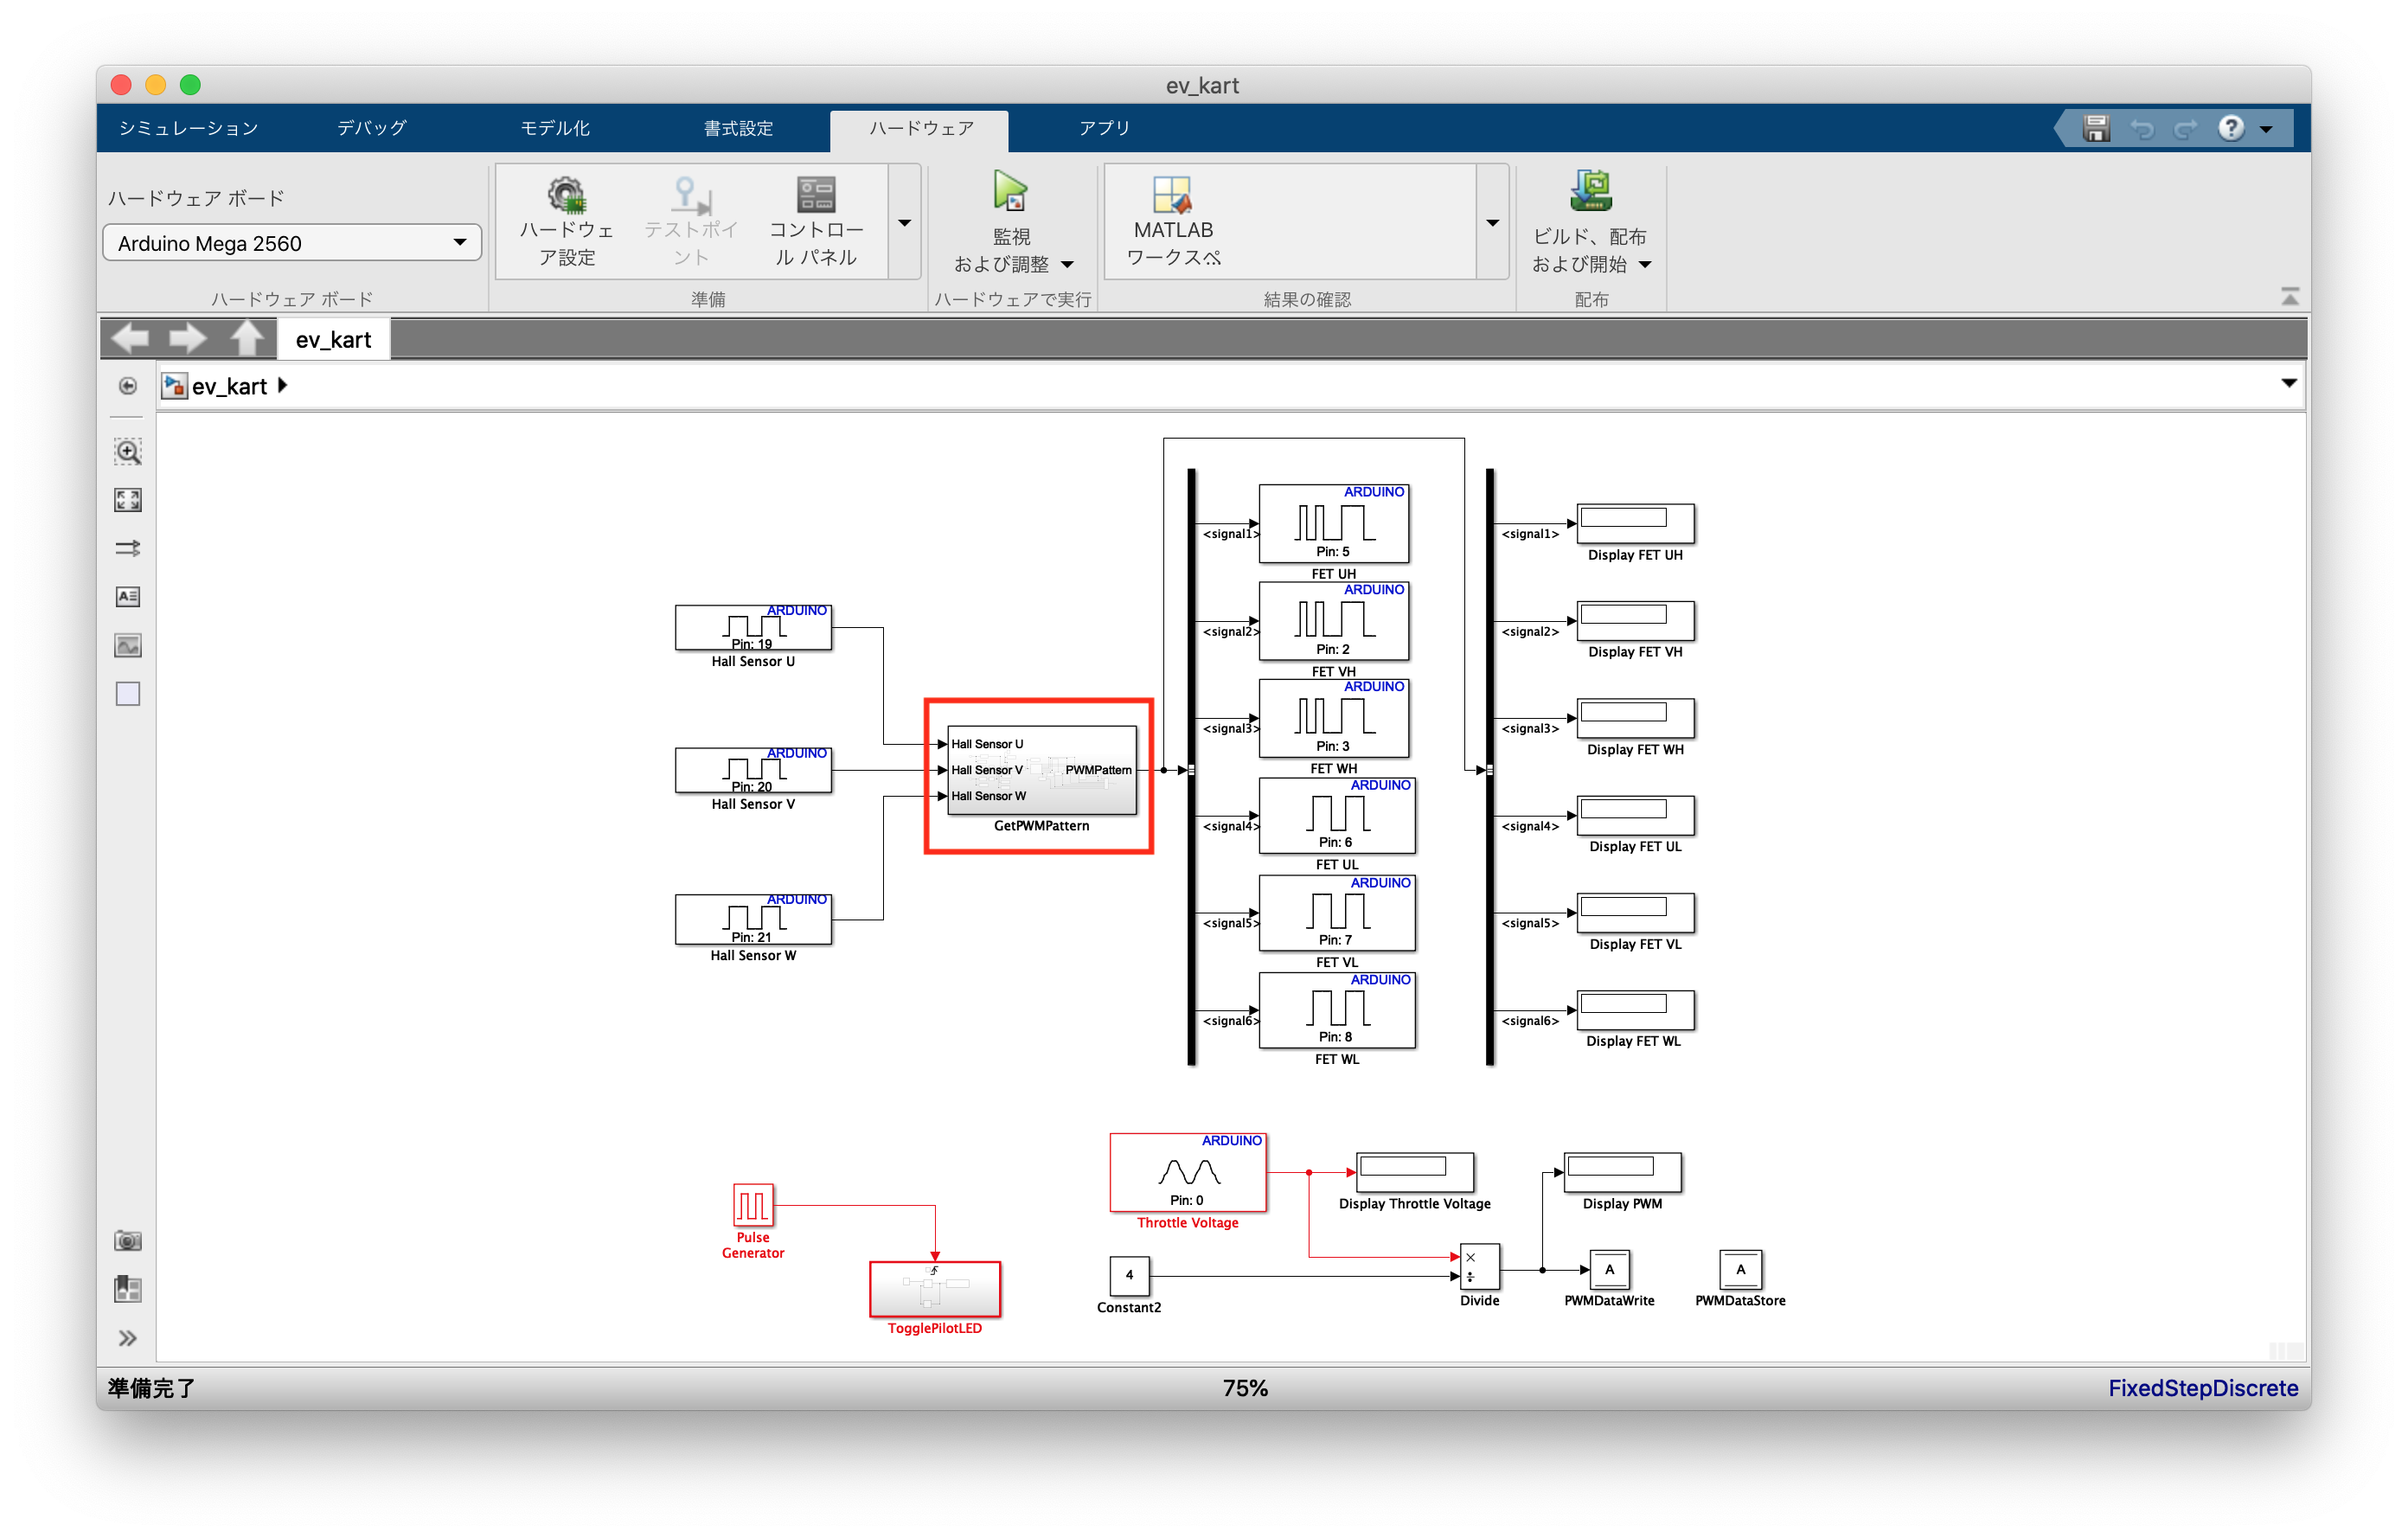 ev_kart
シミュレーション
デバッグ
モデル化
書式設定
ハードウェア
アプリ
ハードウェア ボード
Arduino Mega 2560
ハードウェア ボード
ハードウェ
ア設定
テストポイ
ント
コントロー
ル パネル
準備
監視
および調整
ハードウェアで実行
MATLAB
ワークスペ
結果の確認
ビルド、配布
および開始
配布
ev_kart
ev_kart
ARDUINO
Pin: 19
Hall Sensor U
ARDUINO
Pin: 20
Hall Sensor V
ARDUINO
Pin: 21
Hall Sensor W
Hall Sensor U
Hall Sensor V
Hall Sensor W
PWMPattern
GetPWMPattern
<signal1>
<signal2>
<signal3>
<signal4>
<signal5>
<signal6>
ARDUINO
Pin: 5
FET UH
ARDUINO
Pin: 2
FET VH
ARDUINO
Pin: 3
FET WH
ARDUINO
Pin: 6
FET UL
ARDUINO
Pin: 7
FET VL
ARDUINO
Pin: 8
FET WL
<signal1>
<signal2>
<signal3>
<signal4>
<signal5>
<signal6>
Display FET UH
Display FET VH
Display FET WH
Display FET UL
Display FET VL
Display FET WL
Pulse
Generator
TogglePilotLED
ARDUINO
Pin: 0
Throttle Voltage
Display Throttle Voltage
Display PWM
4
Constant2
×
÷
Divide
A
PWMDataWrite
A
PWMDataStore
準備完了
75%
FixedStepDiscrete